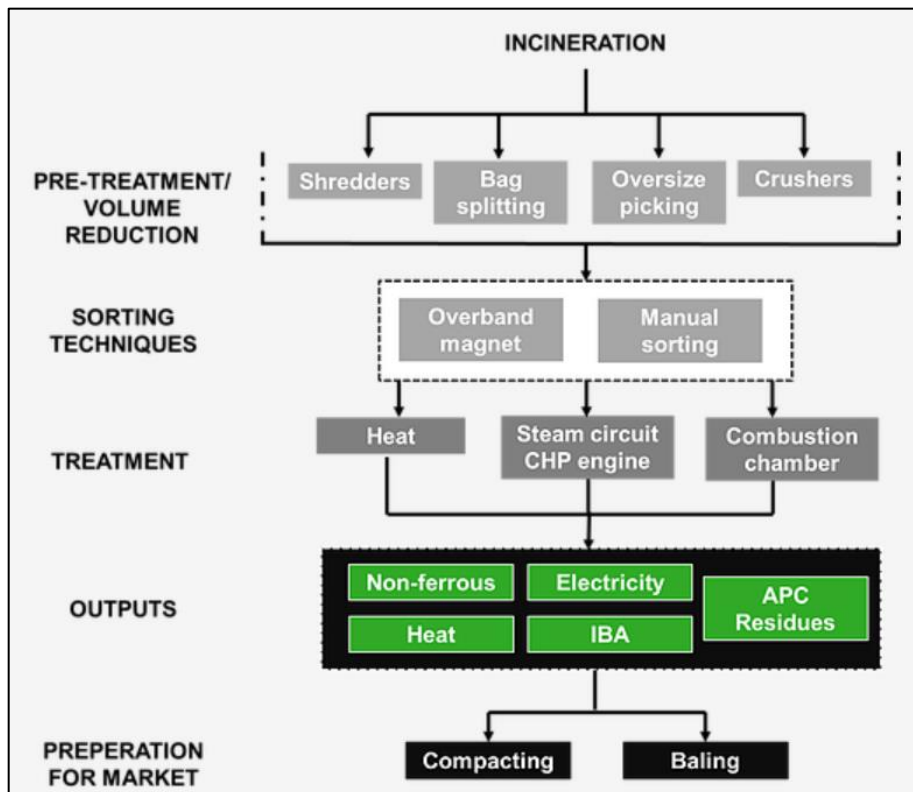 INCINERATION
PRE-TREATMENT/
VOLUME
REDUCTION
Shredders
Bag
splitting
Oversize
picking
Crushers
SORTING
TECHNIQUES
Overband
magnet
Manual
sorting
TREATMENT
Heat
Steam circuit
CHP engine
Combustion
chamber
OUTPUTS
Non-ferrous
Electricity
APC
Residues
Heat
IBA
PREPERATION
FOR MARKET
Compacting
Baling